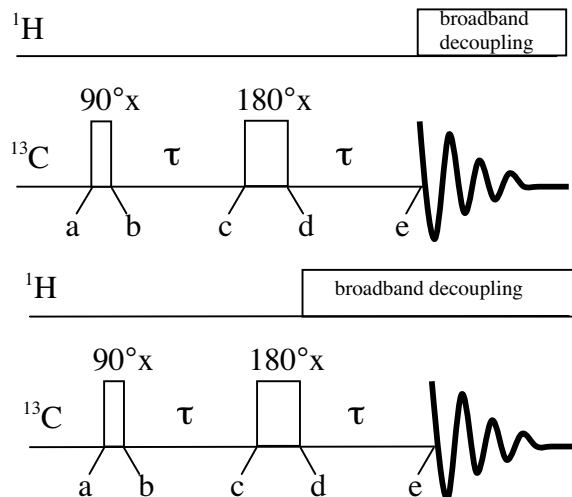 ¹H
broadband
decoupling
90°x 180°x
¹³C τ τ
a b c d e
¹H
broadband decoupling
90°x 180°x
¹³C τ τ
a b c d e